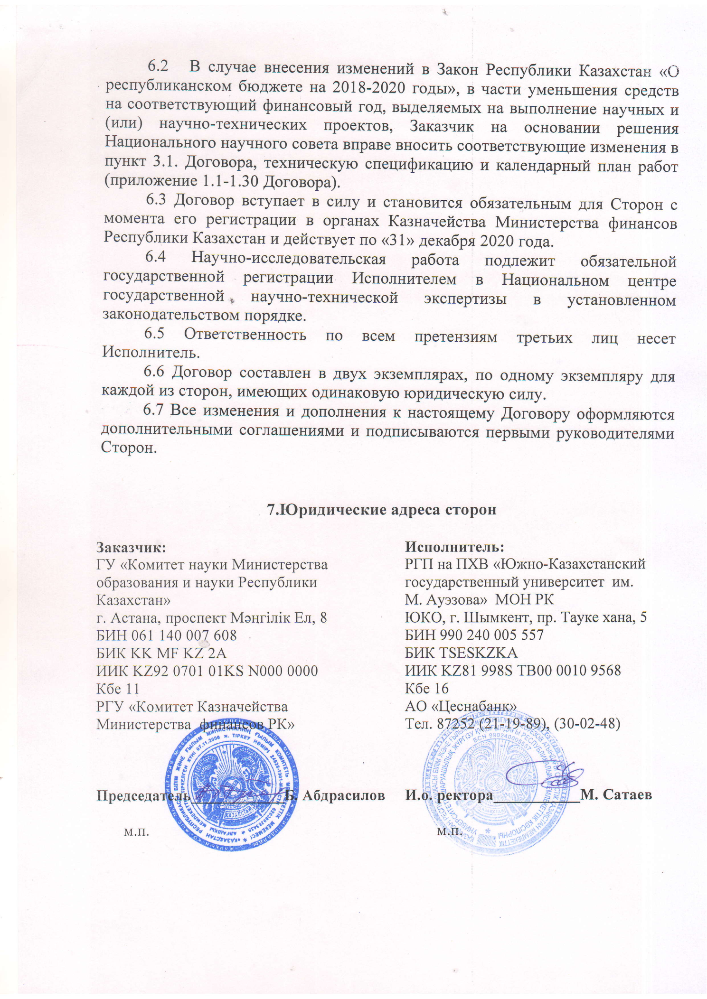 6.2 В случае внесения изменений в Закон Республики Казахстан «О
республиканском бюджете на 2018-2020 годы», в части уменьшения средств
на соответствующий финансовый год, выделяемых на выполнение научных и
(или) научно-технических проектов, Заказчик на основании решения
Национального научного совета вправе вносить соответствующие изменения в
пункт 3.1. Договора, техническую спецификацию и календарный план работ
(приложение 1.1-1.30 Договора).
6.3 Договор вступает в силу и становится обязательным для Сторон с
момента его регистрации в органах Казначейства Министерства финансов
Республики Казахстан и действует по «31» декабря 2020 года.
6.4 Научно-исследовательская работа подлежит обязательной
государственной регистрации Исполнителем в Национальном центре
государственной научно-технической экспертизы в установленном
законодательством порядке.
6.5 Ответственность по всем претензиям третьих лиц несет
Исполнитель.
6.6 Договор составлен в двух экземплярах, по одному экземпляру для
каждой из сторон, имеющих одинаковую юридическую силу.
6.7 Все изменения и дополнения к настоящему Договору оформляются
дополнительными соглашениями и подписываются первыми руководителями
Сторон.
7.Юридические адреса сторон
Заказчик:
ГУ «Комитет науки Министерства
образования и науки Республики
Казахстан»
г. Астана, проспект Мәңгілік Ел, 8
БИН 061 140 007 608
БИК KK MF KZ 2A
ИИК KZ92 0701 01KS N000 0000
Кбе 11
РГУ «Комитет Казначейства
Министерства финансов РК»
Председатель____________Б. Абдрасилов
м.п.
Исполнитель:
РГП на ПХВ «Южно-Казахстанский
государственный университет им.
М. Ауэзова» МОН РК
ЮКО, г. Шымкент, пр. Тауке хана, 5
БИН 990 240 005 557
БИК TSESKZKA
ИИК KZ81 998S TB00 0010 9568
Кбе 16
АО «Цеснабанк»
Тел. 87252 (21-19-89), (30-02-48)
И.о. ректора___________М. Сатаев
м.п.